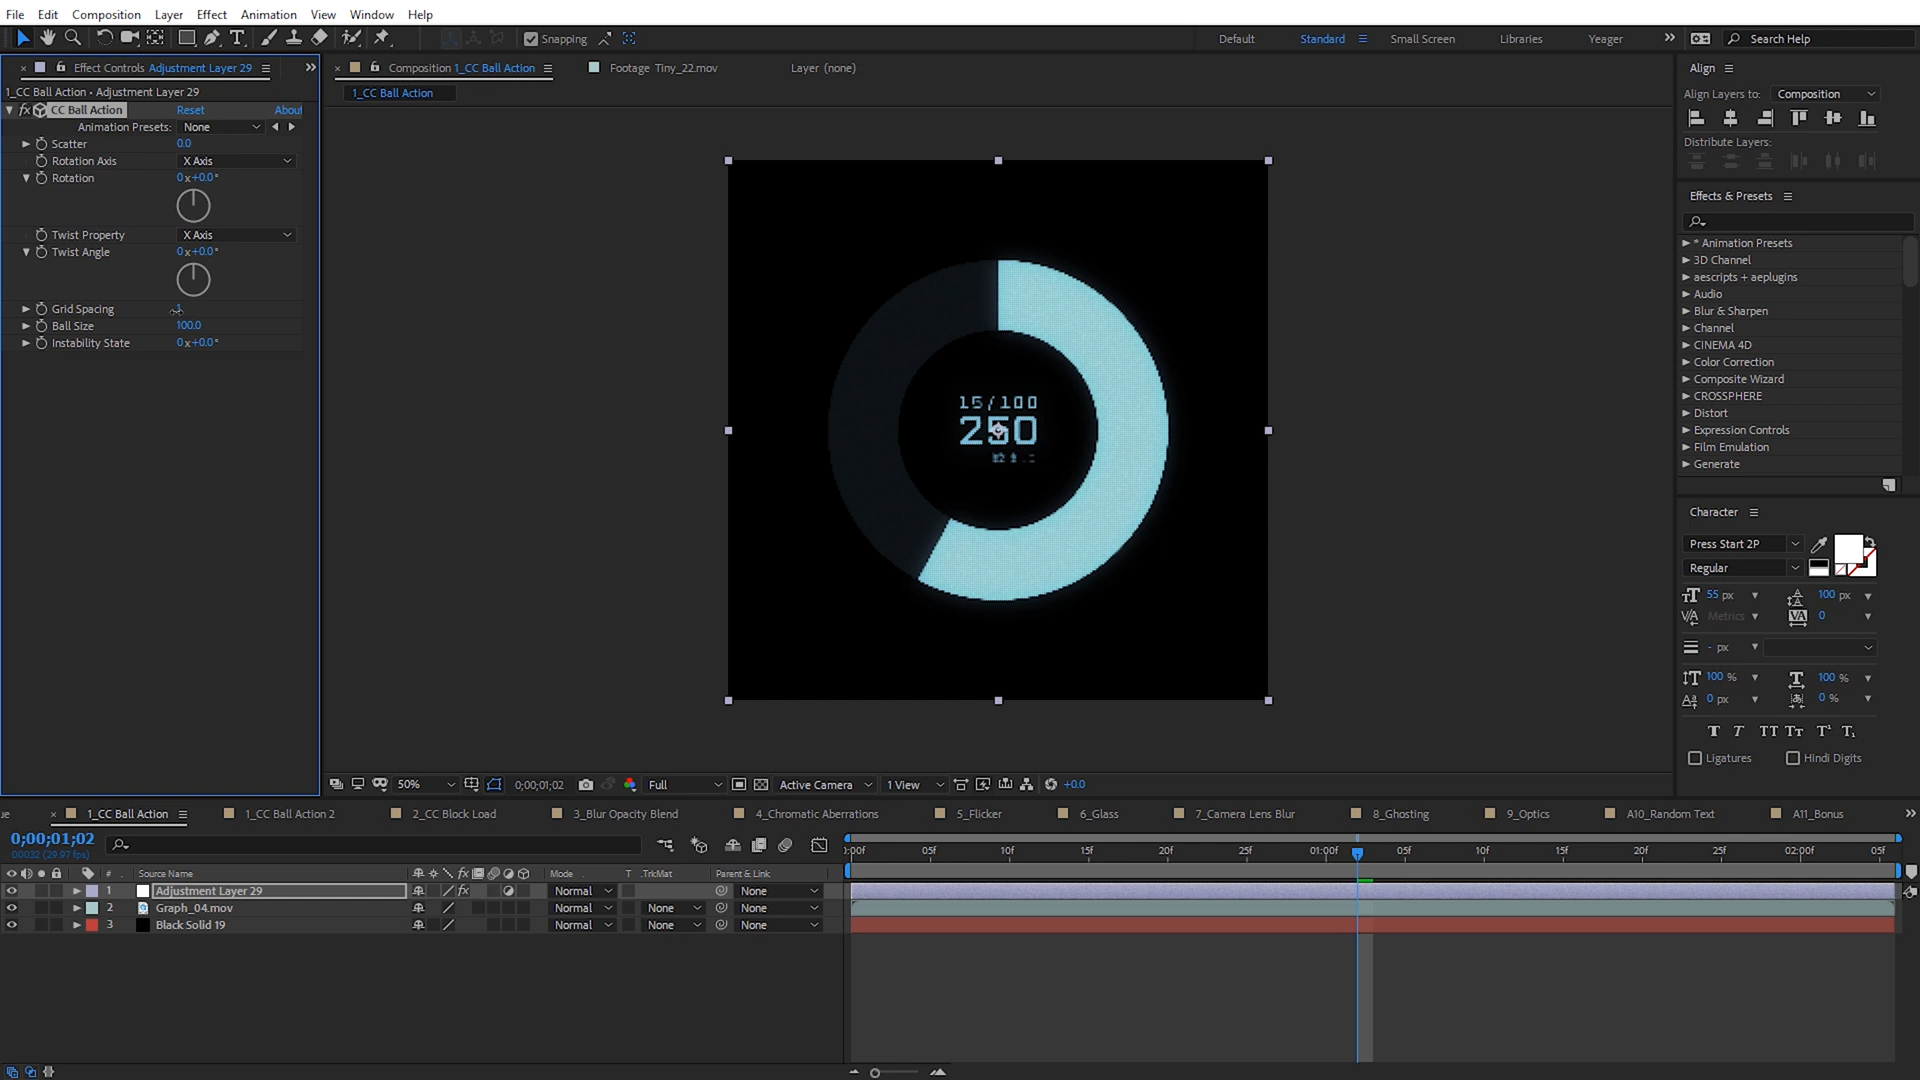 File Edit Composition Layer Effect Animation View Window Help
Snapping
Default Standard Small Screen Libraries Yeager Search Help
Effect Controls Adjustment Layer 29
Composition 1_CC Ball Action
Footage Tiny_22.mov
Layer (none)
1_CC Ball Action • Adjustment Layer 29
1_CC Ball Action
fx CC Ball Action Reset About
Animation Presets: None
Scatter 0.0
Rotation Axis X Axis
Rotation 0x+0.0°
Twist Property X Axis
Twist Angle 0x+0.0°
Grid Spacing
Ball Size 100.0
Instability State 0x+0.0°
15/100
250
Align
Align Layers to: Composition
Distribute Layers:
Effects & Presets
* Animation Presets
3D Channel
aescripts + aeplugins
Audio
Blur & Sharpen
Channel
CINEMA 4D
Color Correction
Composite Wizard
CROSSPHERE
Distort
Expression Controls
Film Emulation
Generate
Character
Press Start 2P
Regular
55 px 100 px
Metrics 0
- px
100 % 100 %
0 px 0 %
T T TT Tт T¹ T₁
Ligatures Hindi Digits
50% 0;00;01;02 Full Active Camera 1 View +0.0
1_CC Ball Action 1_CC Ball Action 2 2_CC Block Load 3_Blur Opacity Blend 4_Chromatic Aberrations 5_Flicker 6_Glass 7_Camera Lens Blur 8_Ghosting 9_Optics A10_Random Text A11_Bonus
0;00;01;02
00032 (29.97 fps)
:00f 05f 10f 15f 20f 25f 01:00f 05f 10f 15f 20f 25f 02:00f 05f
# Source Name Mode T .TrkMat Parent & Link
1 Adjustment Layer 29 fx Normal None
2 Graph_04.mov Normal None None
3 Black Solid 19 Normal None None